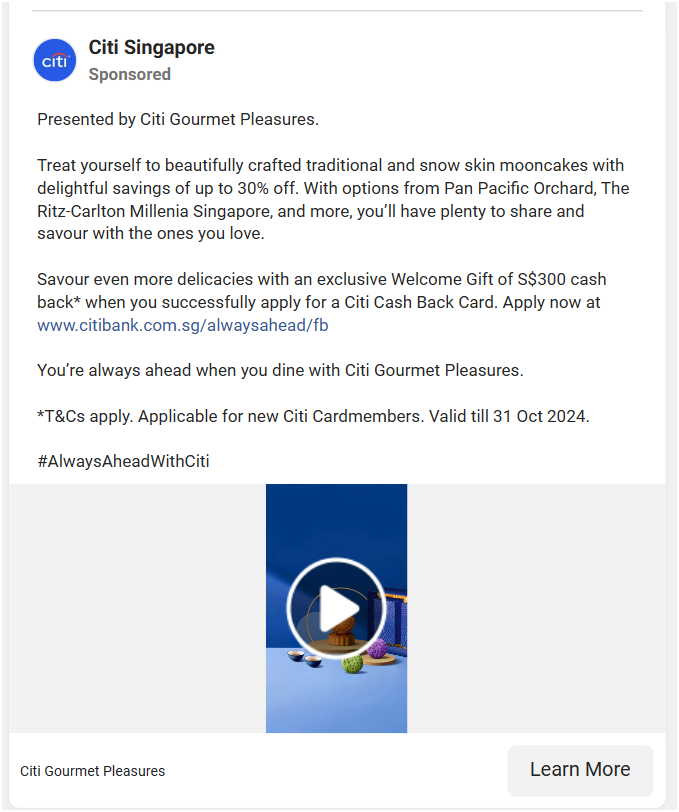 citi
Citi Singapore
Sponsored
Presented by Citi Gourmet Pleasures.
Treat yourself to beautifully crafted traditional and snow skin mooncakes with
delightful savings of up to 30% off. With options from Pan Pacific Orchard, The
Ritz-Carlton Millenia Singapore, and more, you’ll have plenty to share and
savour with the ones you love.
Savour even more delicacies with an exclusive Welcome Gift of S$300 cash
back* when you successfully apply for a Citi Cash Back Card. Apply now at
www.citibank.com.sg/alwaysahead/fb
You’re always ahead when you dine with Citi Gourmet Pleasures.
*T&Cs apply. Applicable for new Citi Cardmembers. Valid till 31 Oct 2024.
#AlwaysAheadWithCiti
Citi Gourmet Pleasures
Learn More